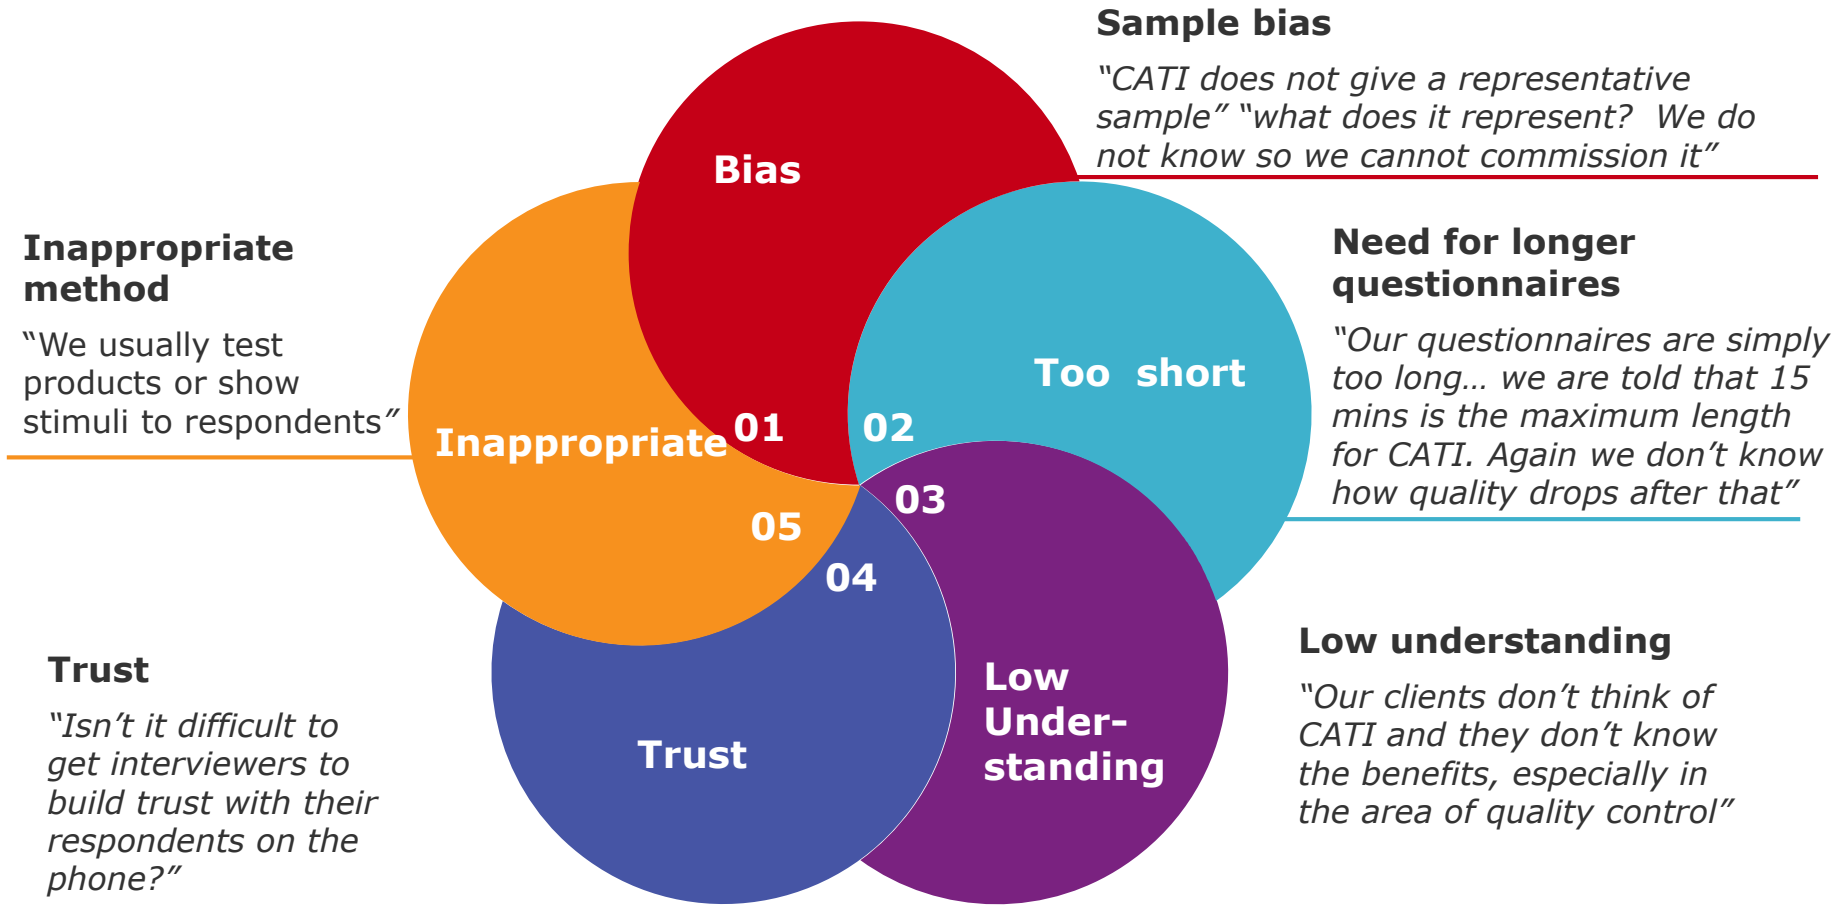 Sample bias
“CATI does not give a representative
sample” “what does it represent?  We do
not know so we cannot commission it”
Bias
01
Need for longer
questionnaires
“Our questionnaires are simply
too long… we are told that 15
mins is the maximum length
for CATI. Again we don’t know
how quality drops after that”
Too  short
02
Low understanding
“Our clients don’t think of
CATI and they don’t know
the benefits, especially in
the area of quality control”
03
Low
Under-
standing
Trust
“Isn’t it difficult to
get interviewers to
build trust with their
respondents on the
phone?”
04
Trust
Inappropriate
method
“We usually test
products or show
stimuli to respondents”
Inappropriate
05